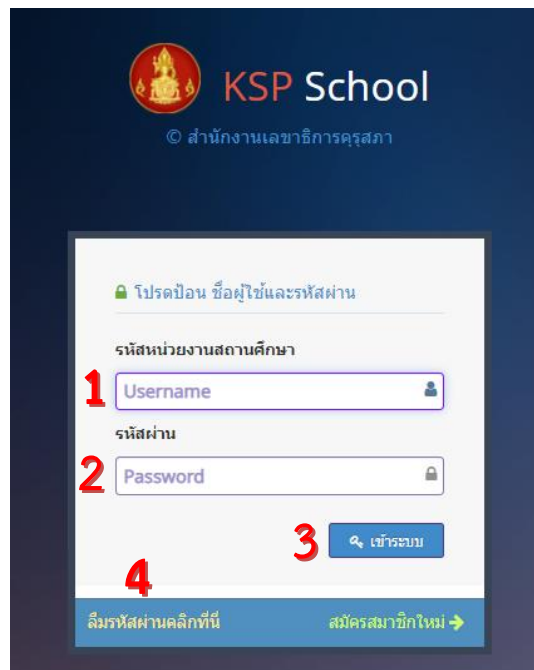 KSP School
© สำนักงานเลขาธิการคุรุสภา
โปรดป้อน ชื่อผู้ใช้และรหัสผ่าน
รหัสหน่วยงานสถานศึกษา
1 Username
รหัสผ่าน
2 Password
3 เข้าระบบ
4
ลืมรหัสผ่านคลิกที่นี่ สมัครสมาชิกใหม่